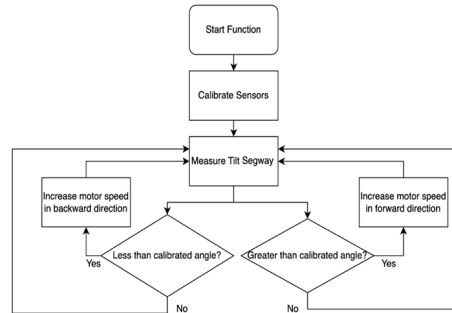 Start Function
Calibrate Sensors
Measure Tilt Segway
Increase motor speed
in backward direction
Increase motor speed
in forward direction
Less than calibrated angle?
Greater than calibrated angle?
Yes
Yes
No
No